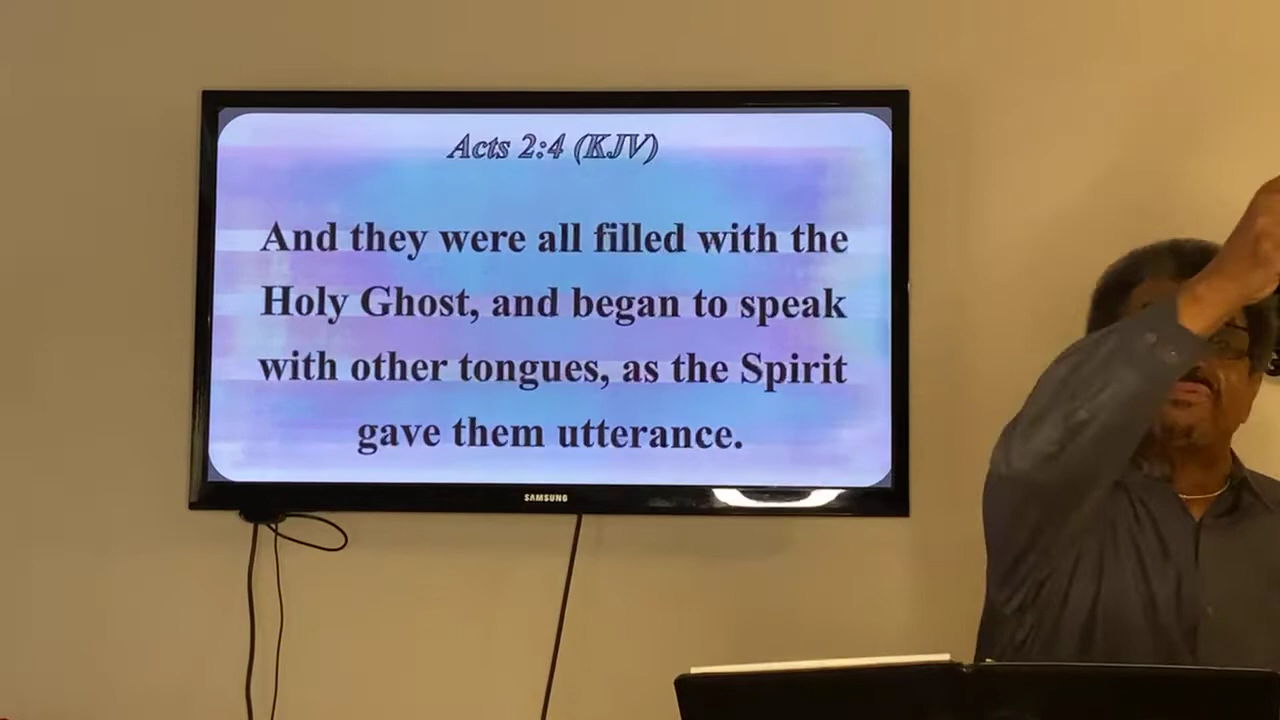 Acts 2:4 (KJV)
And they were all filled with the
Holy Ghost, and began to speak
with other tongues, as the Spirit
gave them utterance.
SAMSUNG